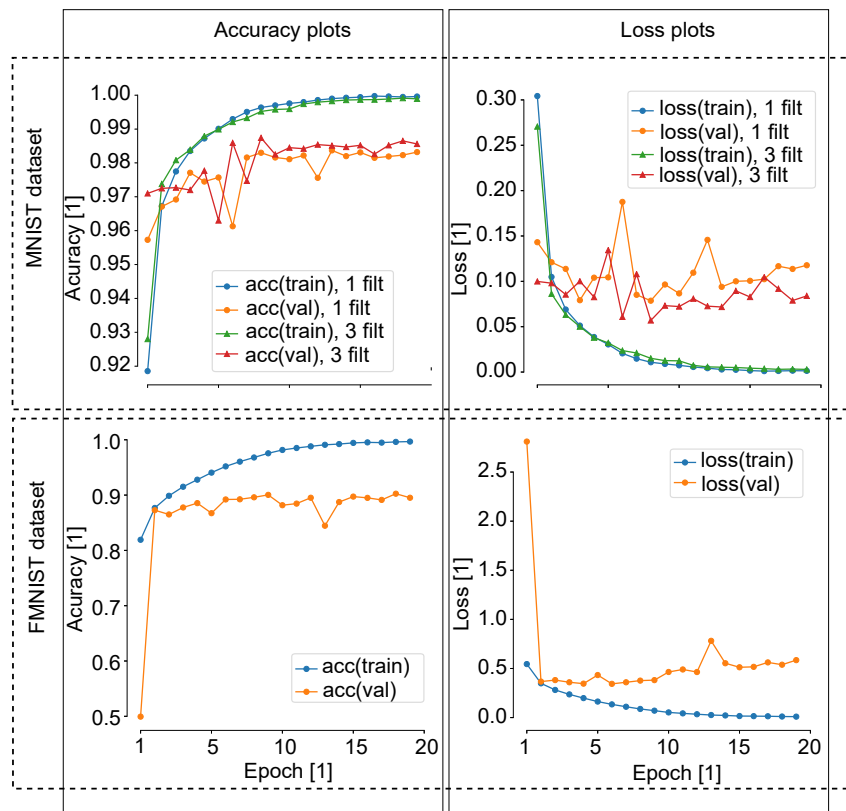 Accuracy plots
Loss plots
MNIST dataset
Acuracy [1]
1.00
0.99
0.98
0.97
0.96
0.95
0.94
0.93
0.92
acc(train), 1 filt
acc(val), 1 filt
acc(train), 3 filt
acc(val), 3 filt
Loss [1]
0.30
0.25
0.20
0.15
0.10
0.05
0.00
loss(train), 1 filt
loss(val), 1 filt
loss(train), 3 filt
loss(val), 3 filt
FMNIST dataset
Acuracy [1]
1.0
0.9
0.8
0.7
0.6
0.5
acc(train)
acc(val)
1 5 10 15 20
Epoch [1]
Loss [1]
2.5
2.0
1.5
1.0
0.5
0.0
loss(train)
loss(val)
1 5 10 15 20
Epoch [1]